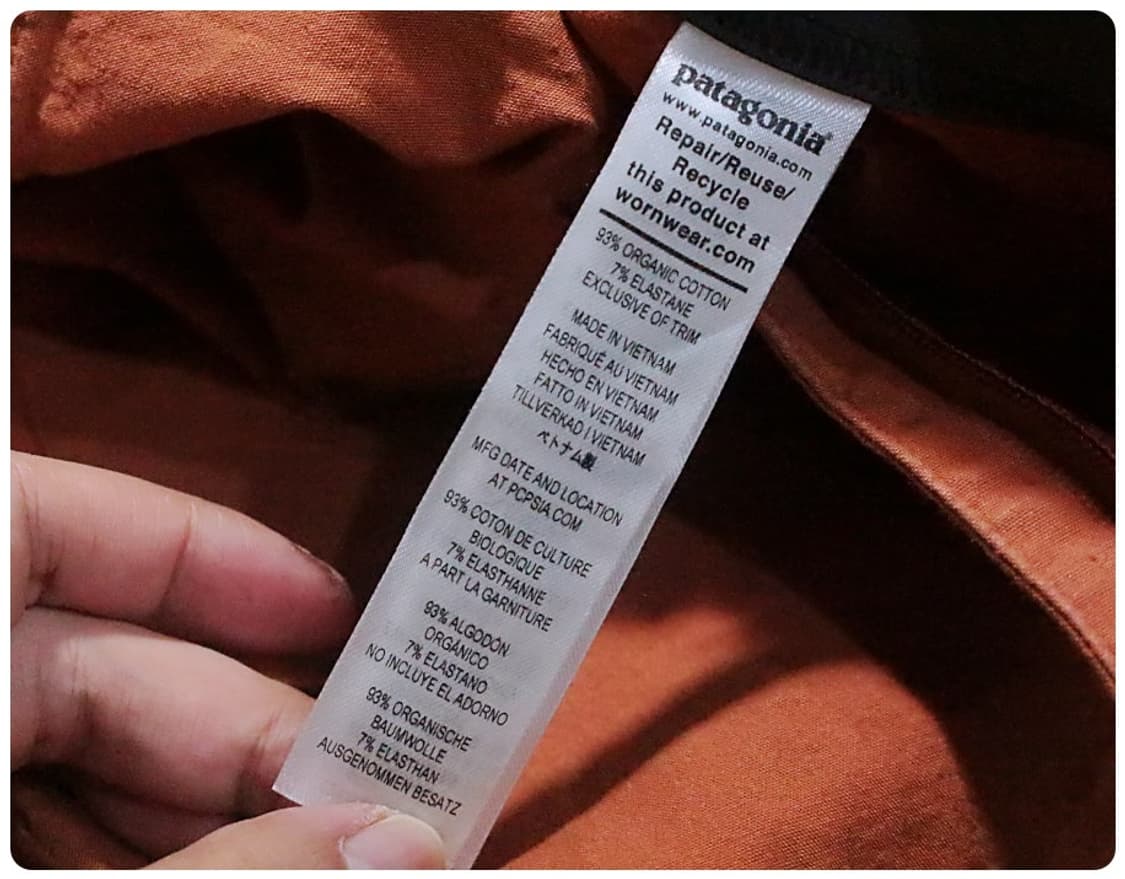 patagonia®
www.patagonia.com
Repair/Reuse/
Recycle
this product at
wornwear.com
93% ORGANIC COTTON
7% ELASTANE
EXCLUSIVE OF TRIM
MADE IN VIETNAM
FABRIQUÉ AU VIETNAM
HECHO EN VIETNAM
FATTO IN VIETNAM
TILLVERKAD I VIETNAM
ベトナム製
MFG DATE AND LOCATION
AT PCPSIA.COM
93% COTON DE CULTURE
BIOLOGIQUE
7% ELASTHANNE
A PART LA GARNITURE
93% ALGODÓN
ORGÁNICO
7% ELASTANO
NO INCLUYE EL ADORNO
93% ORGANISCHE
BAUMWOLLE
7% ELASTHAN
AUSGENOMMEN BESATZ